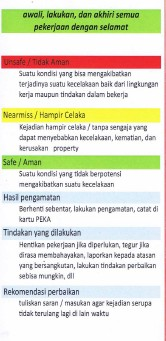 awali, lakukan, dan akhiri semua
pekerjaan dengan selamat
Unsafe / Tidak Aman
Suatu kondisi yang bisa mengakibatkan
terjadinya suatu kecelakaan baik dari lingkungan
kerja maupun tindakan dalam bekerja
Nearmiss / Hampir Celaka
Kejadian hampir celaka / tanpa sengaja yang
dapat menyebabkan kecelakaan, kematian, dan
kerusakan property
Safe / Aman
Suatu kondisi yang tidak berpotensi
mengakibatkan suatu kecelakaan
Hasil pengamatan
Berhenti sebentar, lakukan pengamatan, catat di
kartu PEKA
Tindakan yang dilakukan
Hentikan pekerjaan jika diperlukan, tegur jika
dirasa membahayakan, laporkan kepada atasan
yang bersangkutan, lakukan tindakan perbaikan
sebisa mungkin, dll
Rekomendasi perbaikan
tuliskan saran / masukan agar kejadian serupa
tidak terulang lagi di lain waktu